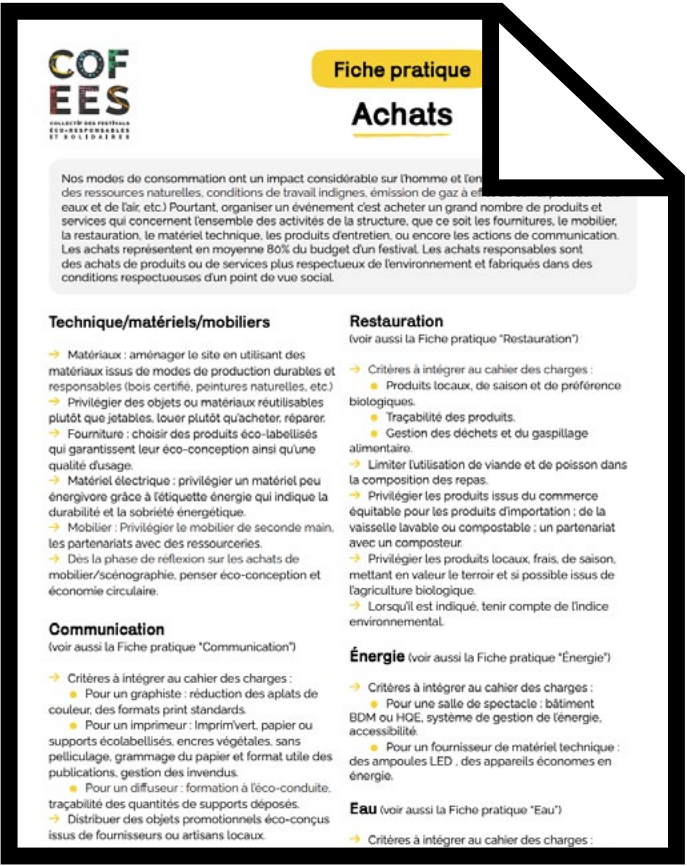 COF
EES
COLLECTIF DES FESTIVALS
ÉCO-RESPONSABLES
ET SOLIDAIRES
Fiche pratique
Achats
Nos modes de consommation ont un impact considérable sur l'homme et l'en
des ressources naturelles, conditions de travail indignes, émission de gaz à
eaux et de l'air, etc.) Pourtant, organiser un événement c'est acheter un grand nombre de produits et
services qui concernent l'ensemble des activités de la structure, que ce soit les fournitures, le mobilier,
la restauration, le matériel technique, les produits d'entretien, ou encore les actions de communication.
Les achats représentent en moyenne 80% du budget d'un festival. Les achats responsables sont
des achats de produits ou de services plus respectueux de l'environnement et fabriqués dans des
conditions respectueuses d'un point de vue social.
Technique/matériels/mobiliers
→ Matériaux : aménager le site en utilisant des
matériaux issus de modes de production durables et
responsables (bois certifié, peintures naturelles, etc.)
→ Privilégier des objets ou matériaux réutilisables
plutôt que jetables, louer plutôt qu'acheter, réparer.
→ Fourniture : choisir des produits éco-labellisés
qui garantissent leur éco-conception ainsi qu'une
qualité d'usage.
→ Matériel électrique : privilégier un matériel peu
énergivore grâce à l'étiquette énergie qui indique la
durabilité et la sobriété énergétique.
→ Mobilier : Privilégier le mobilier de seconde main,
les partenariats avec des ressourceries.
→ Dès la phase de réflexion sur les achats de
mobilier/scénographie, penser éco-conception et
économie circulaire.
Communication
(voir aussi la Fiche pratique "Communication")
→ Critères à intégrer au cahier des charges :
● Pour un graphiste : réduction des aplats de
couleur, des formats print standards.
● Pour un imprimeur : Imprim'vert, papier ou
supports écolabellisés, encres végétales, sans
pelliculage, grammage du papier et format utile des
publications, gestion des invendus.
● Pour un diffuseur : formation à l'éco-conduite,
traçabilité des quantités de supports déposés.
→ Distribuer des objets promotionnels éco-conçus
issus de fournisseurs ou artisans locaux.
Restauration
(voir aussi la Fiche pratique "Restauration")
→ Critères à intégrer au cahier des charges :
● Produits locaux, de saison et de préférence
biologiques.
● Traçabilité des produits.
● Gestion des déchets et du gaspillage
alimentaire.
→ Limiter l'utilisation de viande et de poisson dans
la composition des repas.
→ Privilégier les produits issus du commerce
équitable pour les produits d'importation ; de la
vaisselle lavable ou compostable ; un partenariat
avec un composteur.
→ Privilégier les produits locaux, frais, de saison,
mettant en valeur le terroir et si possible issus de
l'agriculture biologique.
→ Lorsqu'il est indiqué, tenir compte de l'indice
environnemental.
Énergie (voir aussi la Fiche pratique "Énergie")
→ Critères à intégrer au cahier des charges :
● Pour une salle de spectacle : bâtiment
BDM ou HQE, système de gestion de l'énergie,
accessibilité.
● Pour un fournisseur de matériel technique :
des ampoules LED , des appareils économes en
énergie.
Eau (voir aussi la Fiche pratique "Eau")
→ Critères à intégrer au cahier des charges :